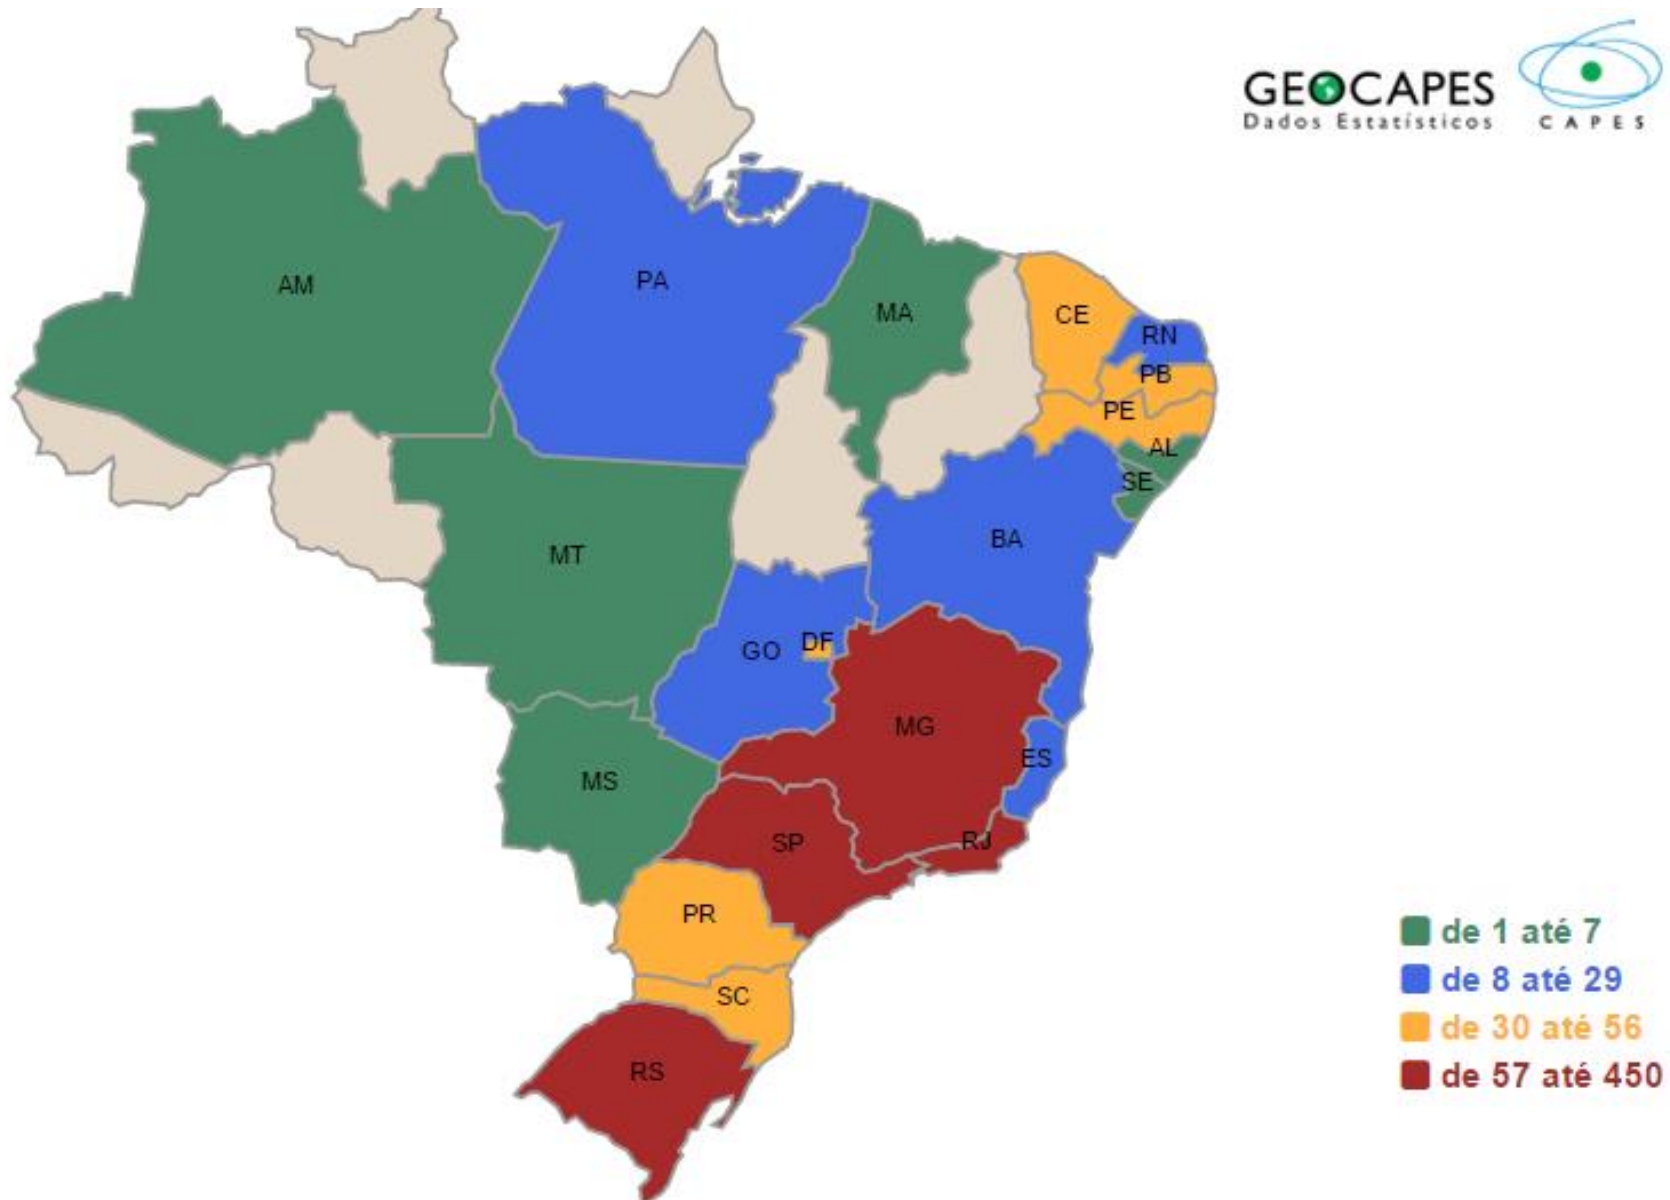 GEOCAPES
Dados Estatísticos
CAPES
AM
PA
MA
CE
RN
PB
PE
AL
SE
BA
MT
GO
DF
MG
ES
MS
SP
RJ
PR
SC
RS
de 1 até 7
de 8 até 29
de 30 até 56
de 57 até 450